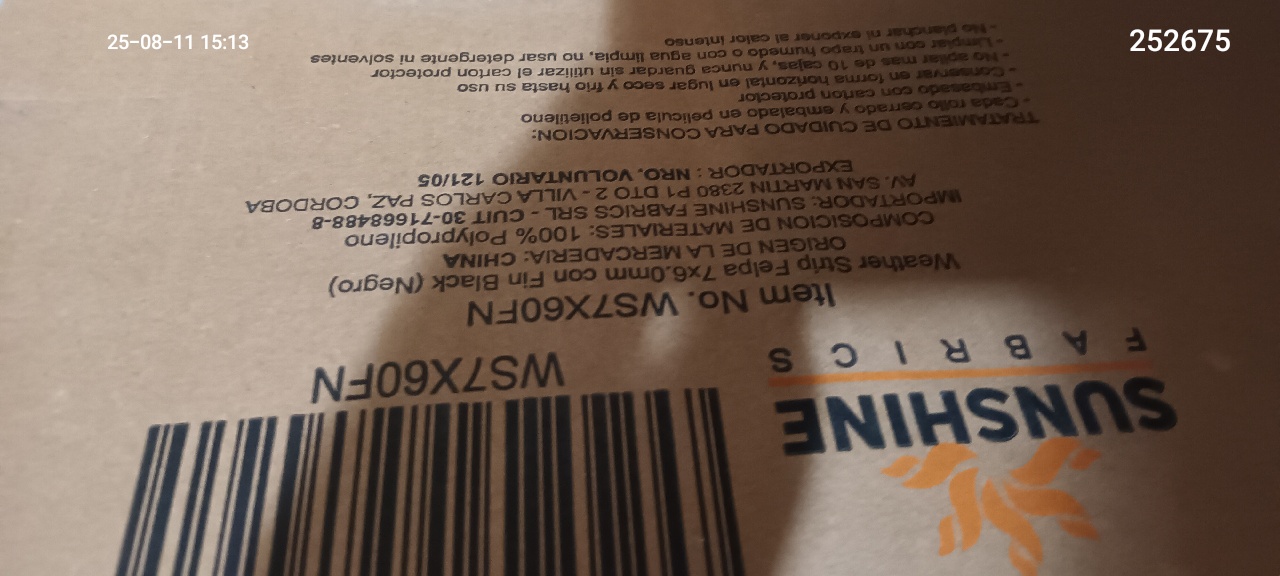 25-08-11 15:13
252675
SUNSHINE
FABRICS
WS7X60FN
Item No. WS7X60FN
Weather Strip Felpa 7x6.0mm con Fin Black (Negro)
ORIGEN DE LA MERCADERIA: CHINA
COMPOSICION DE MATERIALES: 100% Polypropileno
IMPORTADOR: SUNSHINE FABRICS SRL - CUIT 30-71668488-8
AV. SAN MARTIN 2380 P1 DTO 2 - VILLA CARLOS PAZ, CORDOBA
EXPORTADOR : NRO. VOLUNTARIO 121/05
TRATAMIENTO DE CUIDADO PARA CONSERVACION:
- Cada rollo cerrado y embalado en pelicula de polietileno
- Embasado con carton protector
- Conservar en forma horizontal en lugar seco y frio hasta su uso
- No apilar mas de 10 cajas, y nunca guardar sin utilizar el carton protector
- Limpiar con un trapo humedo o con agua limpia, no usar detergente ni solventes
- No planchar ni exponer al calor intenso